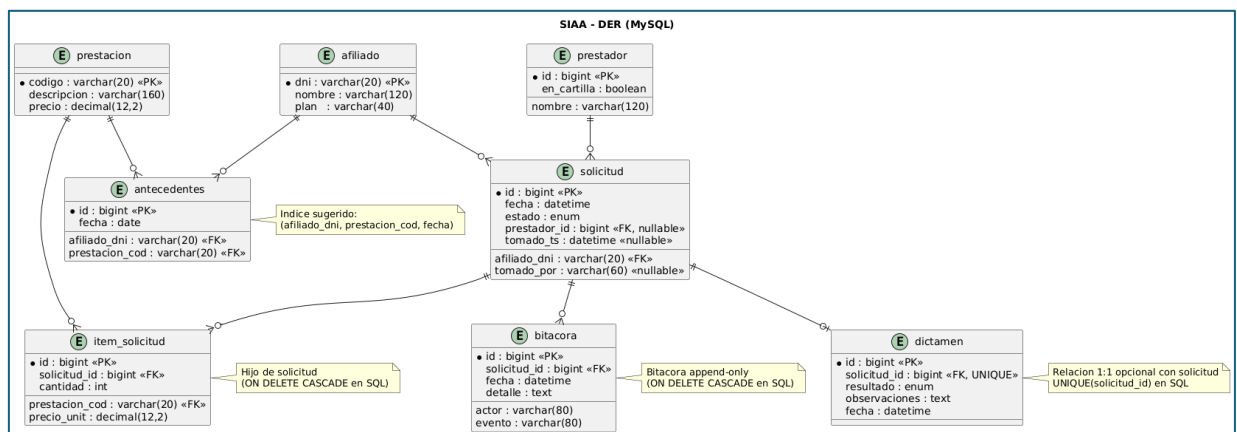 SIAA - DER (MySQL)
E prestacion
* codigo : varchar(20) «PK»
descripcion : varchar(160)
precio : decimal(12,2)
E afiliado
* dni : varchar(20) «PK»
nombre : varchar(120)
plan : varchar(40)
E prestador
* id : bigint «PK»
en_cartilla : boolean
nombre : varchar(120)
E antecedentes
* id : bigint «PK»
fecha : date
afiliado_dni : varchar(20) «FK»
prestacion_cod : varchar(20) «FK»
Indice sugerido:
(afiliado_dni, prestacion_cod, fecha)
E solicitud
* id : bigint «PK»
fecha : datetime
estado : enum
prestador_id : bigint «FK, nullable»
tomado_ts : datetime «nullable»
afiliado_dni : varchar(20) «FK»
tomado_por : varchar(60) «nullable»
E item_solicitud
* id : bigint «PK»
solicitud_id : bigint «FK»
cantidad : int
prestacion_cod : varchar(20) «FK»
precio_unit : decimal(12,2)
Hijo de solicitud
(ON DELETE CASCADE en SQL)
E bitacora
* id : bigint «PK»
solicitud_id : bigint «FK»
fecha : datetime
detalle : text
actor : varchar(80)
evento : varchar(80)
Bitacora append-only
(ON DELETE CASCADE en SQL)
E dictamen
* id : bigint «PK»
solicitud_id : bigint «FK, UNIQUE»
resultado : enum
observaciones : text
fecha : datetime
Relacion 1:1 opcional con solicitud
UNIQUE(solicitud_id) en SQL